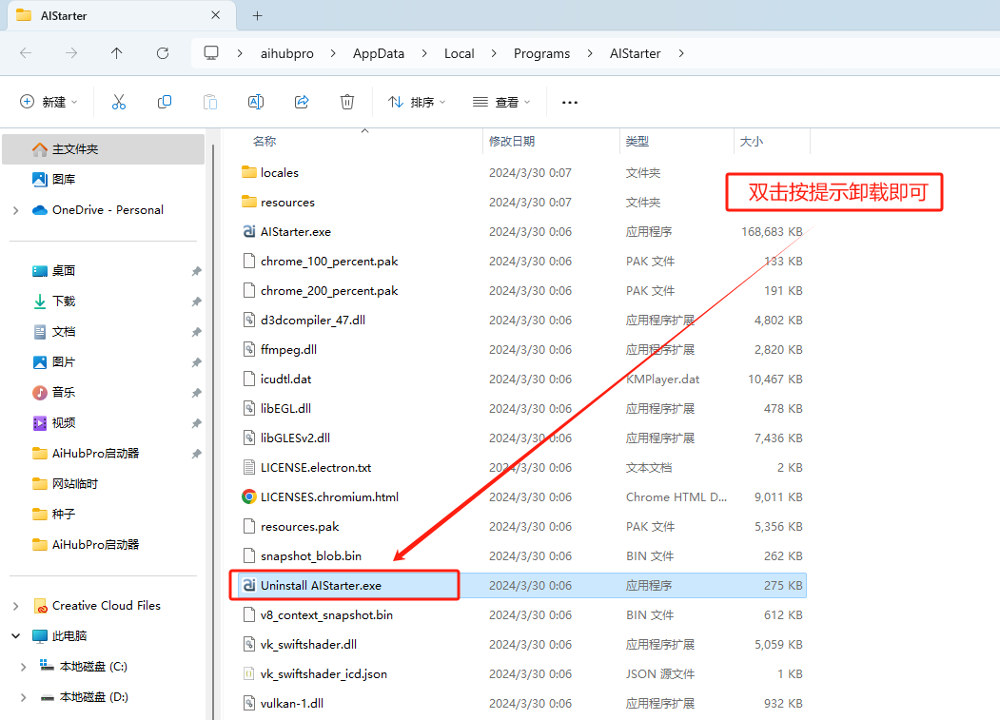 AIStarter
aihubpro > AppData > Local > Programs > AIStarter >
新建 排序 查看 ...
主文件夹
图库
OneDrive - Personal
桌面
下载
文档
图片
音乐
视频
AiHubPro启动器
网站临时
种子
AiHubPro启动器
Creative Cloud Files
此电脑
本地磁盘 (C:)
本地磁盘 (D:)
名称 修改日期 类型 大小
locales 2024/3/30 0:07 文件夹
resources 2024/3/30 0:07 文件夹
双击按提示卸载即可
AIStarter.exe 2024/3/30 0:06 应用程序 168,683 KB
chrome_100_percent.pak 2024/3/30 0:06 PAK 文件 133 KB
chrome_200_percent.pak 2024/3/30 0:06 PAK 文件 191 KB
d3dcompiler_47.dll 2024/3/30 0:06 应用程序扩展 4,802 KB
ffmpeg.dll 2024/3/30 0:06 应用程序扩展 2,820 KB
icudtl.dat 2024/3/30 0:06 KMPlayer.dat 10,467 KB
libEGL.dll 2024/3/30 0:06 应用程序扩展 478 KB
libGLESv2.dll 2024/3/30 0:06 应用程序扩展 7,436 KB
LICENSE.electron.txt 2024/3/30 0:06 文本文档 2 KB
LICENSES.chromium.html 2024/3/30 0:06 Chrome HTML D... 9,011 KB
resources.pak 2024/3/30 0:06 PAK 文件 5,356 KB
snapshot_blob.bin 2024/3/30 0:06 BIN 文件 262 KB
Uninstall AIStarter.exe 2024/3/30 0:06 应用程序 275 KB
v8_context_snapshot.bin 2024/3/30 0:06 BIN 文件 612 KB
vk_swiftshader.dll 2024/3/30 0:06 应用程序扩展 5,059 KB
vk_swiftshader_icd.json 2024/3/30 0:06 JSON 源文件 1 KB
vulkan-1.dll 2024/3/30 0:06 应用程序扩展 932 KB